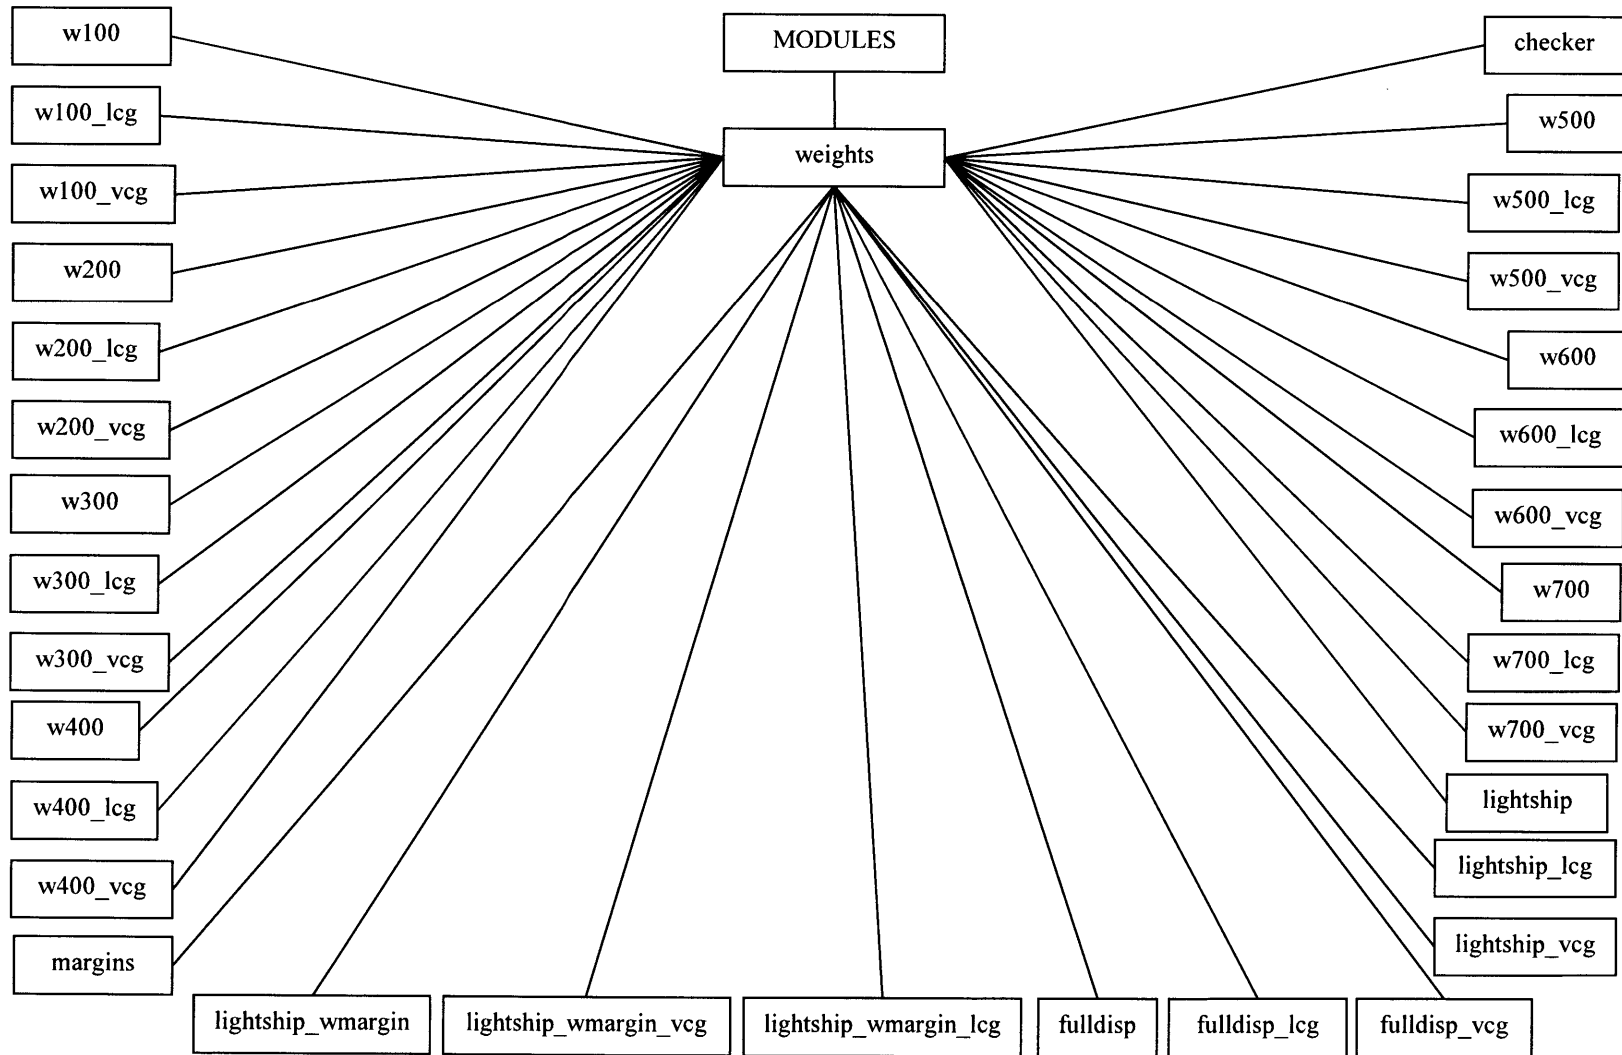 MODULES
weights
w100
w100_lcg
w100_vcg
w200
w200_lcg
w200_vcg
w300
w300_lcg
w300_vcg
w400
w400_lcg
w400_vcg
margins
lightship_wmargin
lightship_wmargin_vcg
lightship_wmargin_lcg
fulldisp
fulldisp_lcg
fulldisp_vcg
checker
w500
w500_lcg
w500_vcg
w600
w600_lcg
w600_vcg
w700
w700_lcg
w700_vcg
lightship
lightship_lcg
lightship_vcg